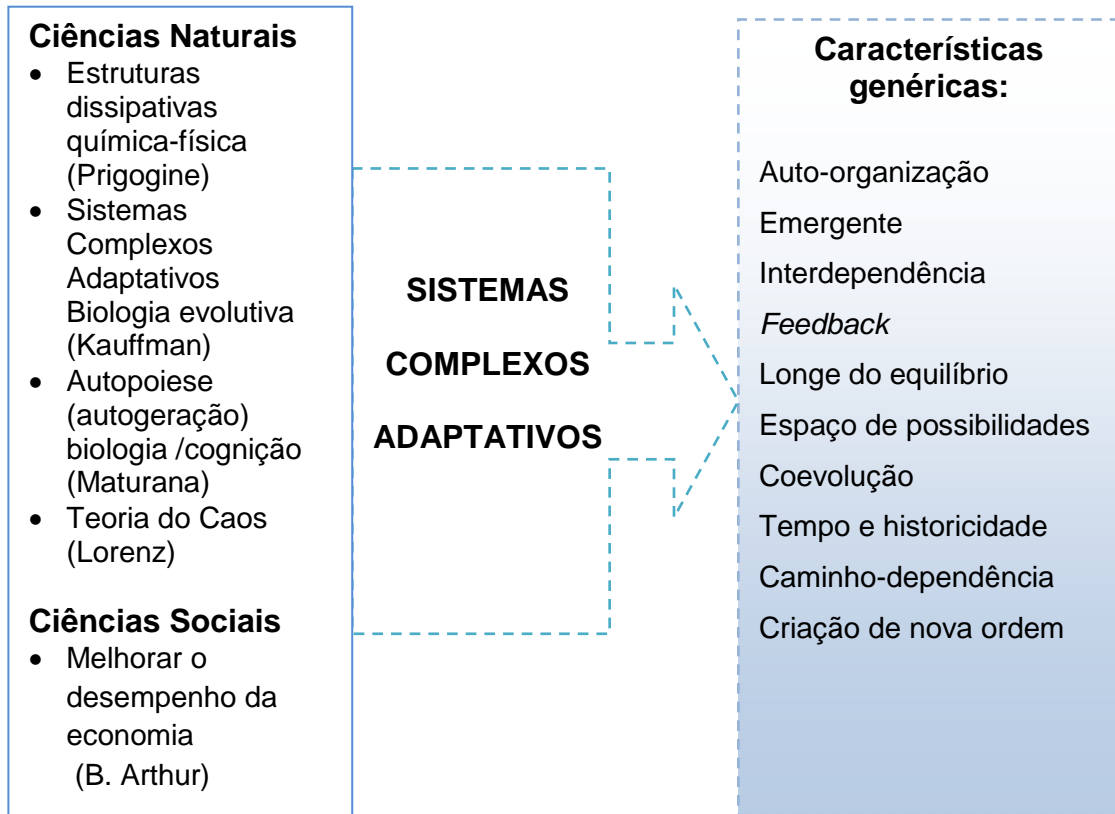 Ciências Naturais
• Estruturas
dissipativas
química-física
(Prigogine)
• Sistemas
Complexos
Adaptativos
Biologia evolutiva
(Kauffman)
• Autopoiese
(autogeração)
biologia /cognição
(Maturana)
• Teoria do Caos
(Lorenz)
Ciências Sociais
• Melhorar o
desempenho da
economia
(B. Arthur)
SISTEMAS
COMPLEXOS
ADAPTATIVOS
Características
genéricas:
Auto-organização
Emergente
Interdependência
Feedback
Longe do equilíbrio
Espaço de possibilidades
Coevolução
Tempo e historicidade
Caminho-dependência
Criação de nova ordem